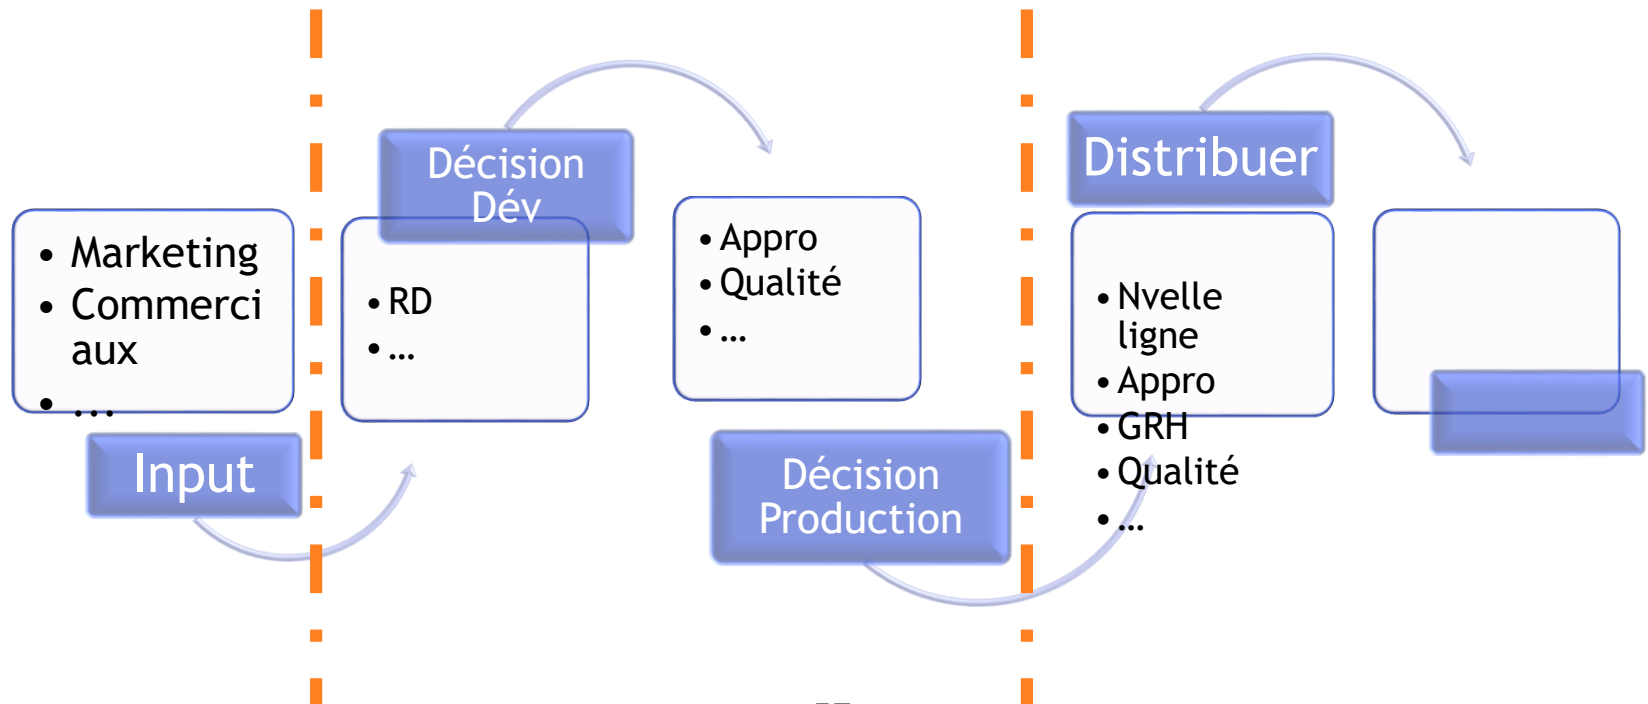 • Marketing
• Commerci
aux
• ...
Input
Décision
Dév
• RD
• ...
• Appro
• Qualité
• ...
Décision
Production
Distribuer
• Nvelle
ligne
• Appro
• GRH
• Qualité
• ...